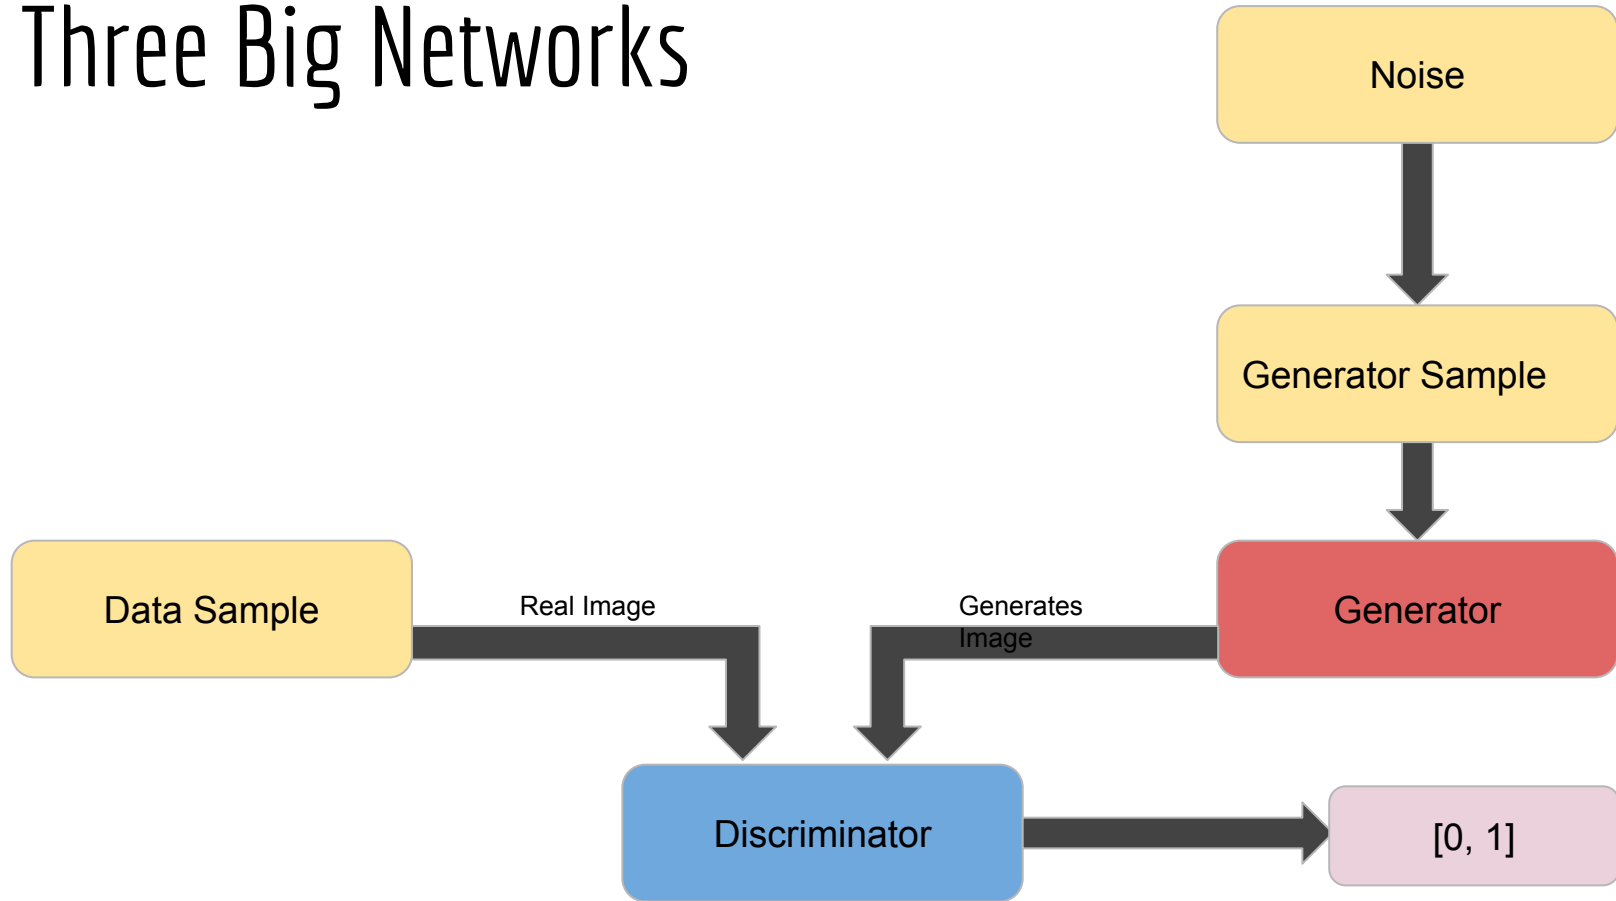 Three Big Networks
Noise
Generator Sample
Data Sample
Real Image
Generates
Image
Generator
Discriminator
[0, 1]